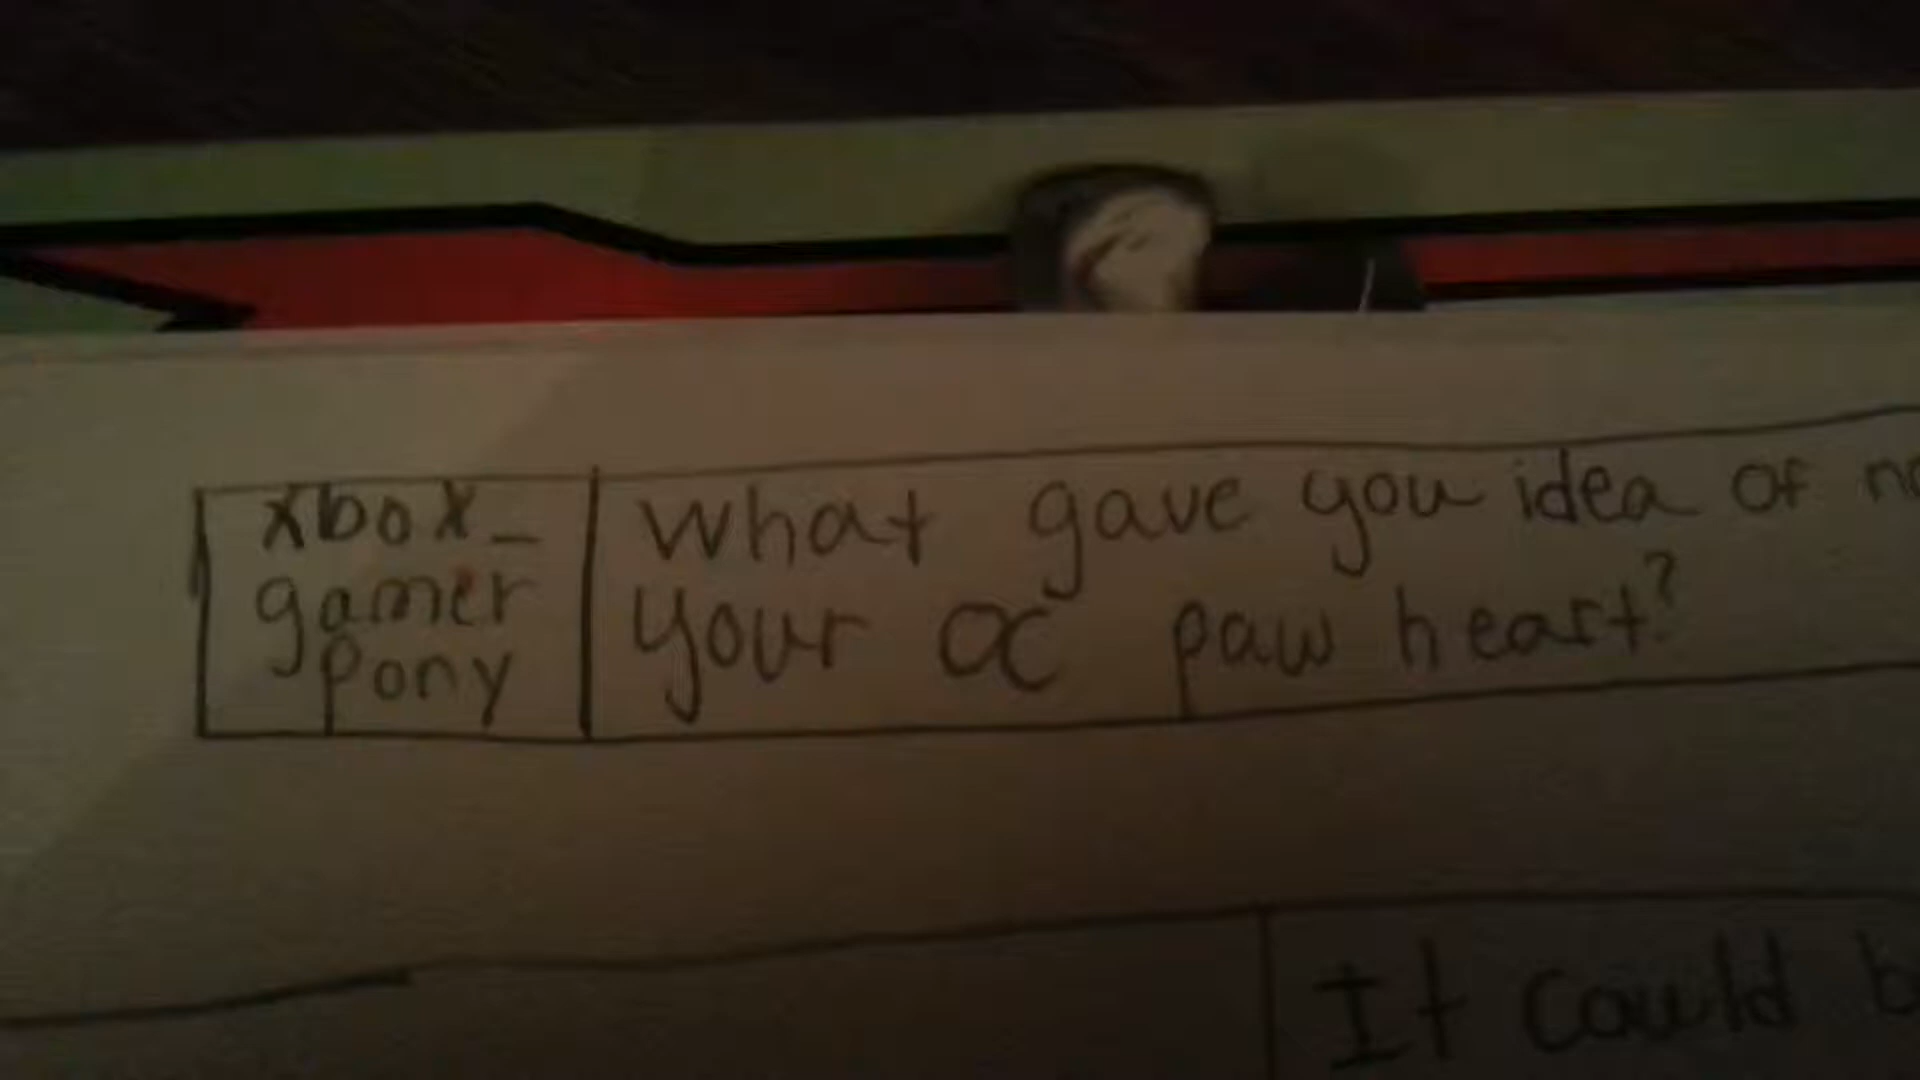 xbox_
gamer
pony
What gave you idea of
your oc paw heart?
It could